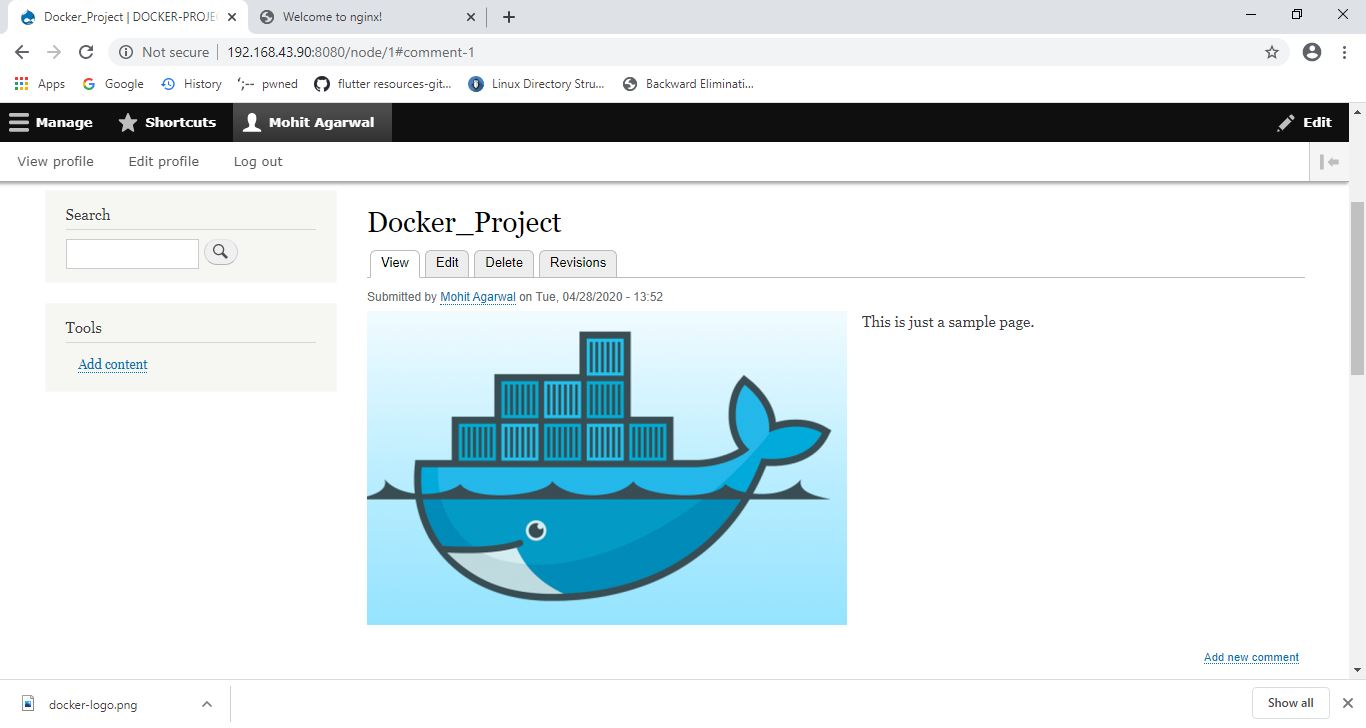 Docker_Project | DOCKER-PROJE
Welcome to nginx!
Not secure
192.168.43.90:8080/node/1#comment-1
Apps
Google
History
';-- pwned
flutter resources-git...
Linux Directory Stru...
Backward Eliminati...
Manage
Shortcuts
Mohit Agarwal
Edit
View profile
Edit profile
Log out
Search
Tools
Add content
Docker_Project
View
Edit
Delete
Revisions
Submitted by Mohit Agarwal on Tue, 04/28/2020 - 13:52
This is just a sample page.
Add new comment
docker-logo.png
Show all